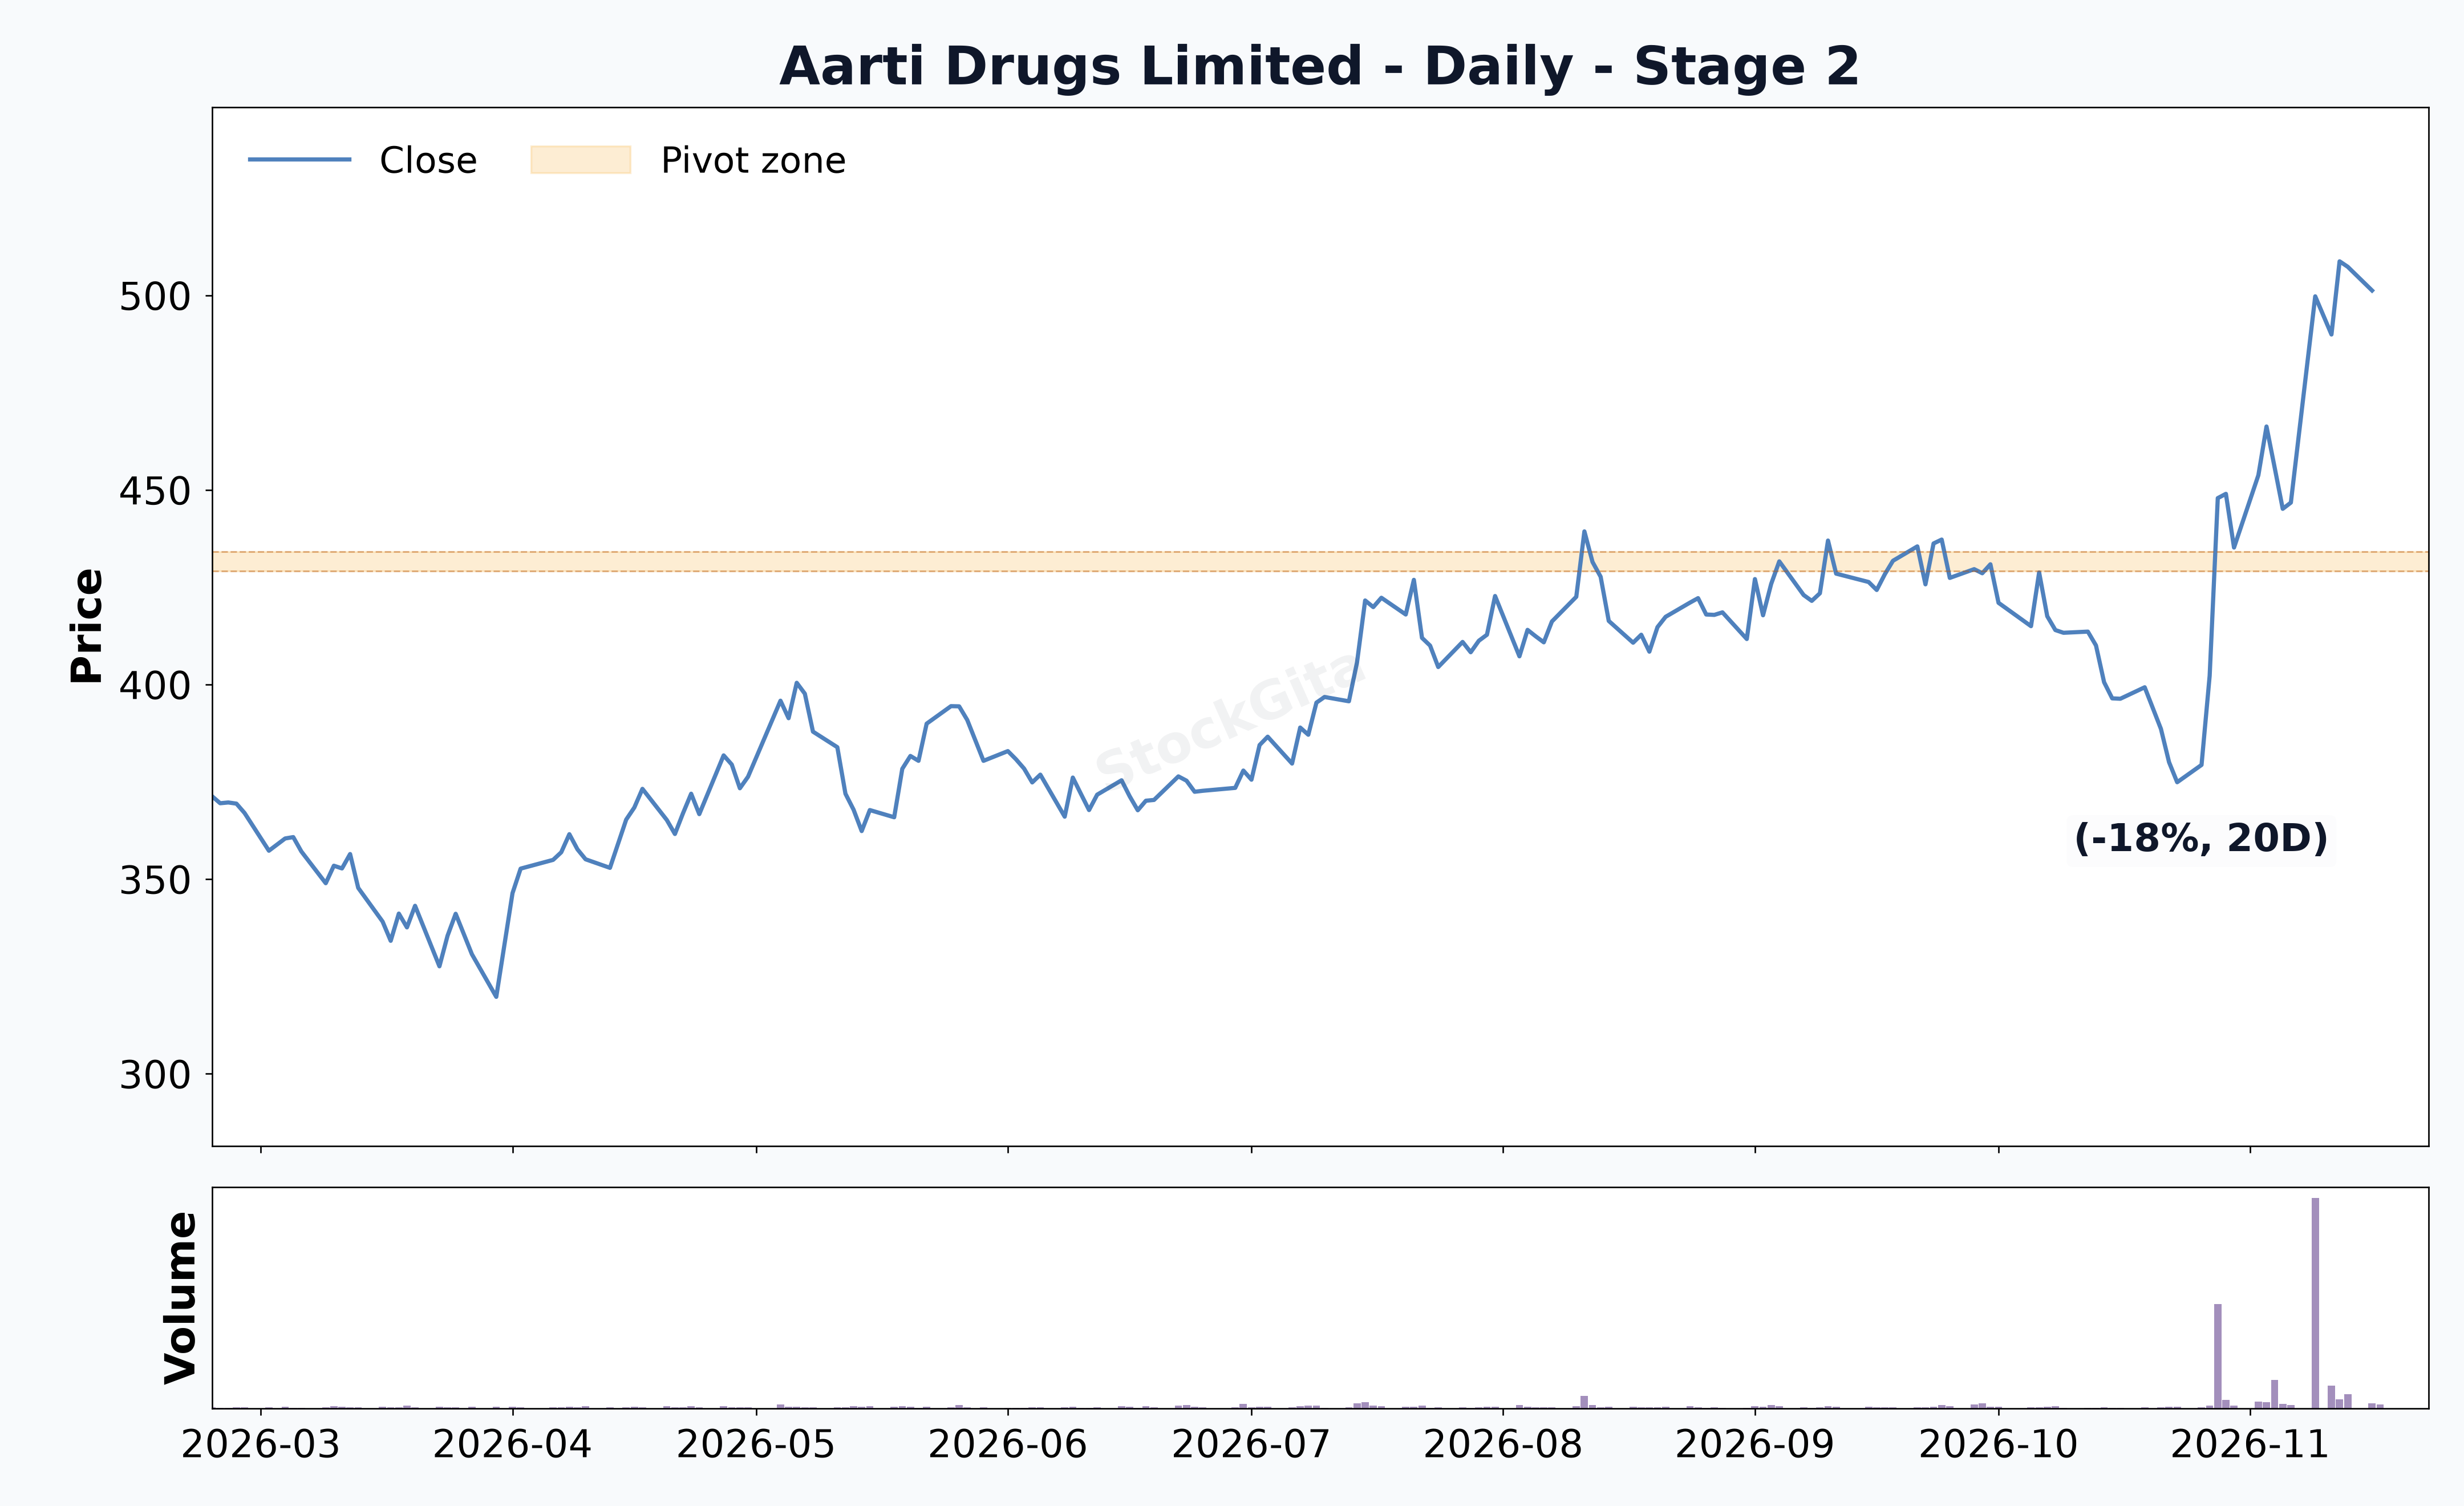 Aarti Drugs Limited - Daily - Stage 2
Close
Pivot zone
Price
500
450
400
350
300
StockGita
(-18%, 20D)
Volume
2026-03
2026-04
2026-05
2026-06
2026-07
2026-08
2026-09
2026-10
2026-11